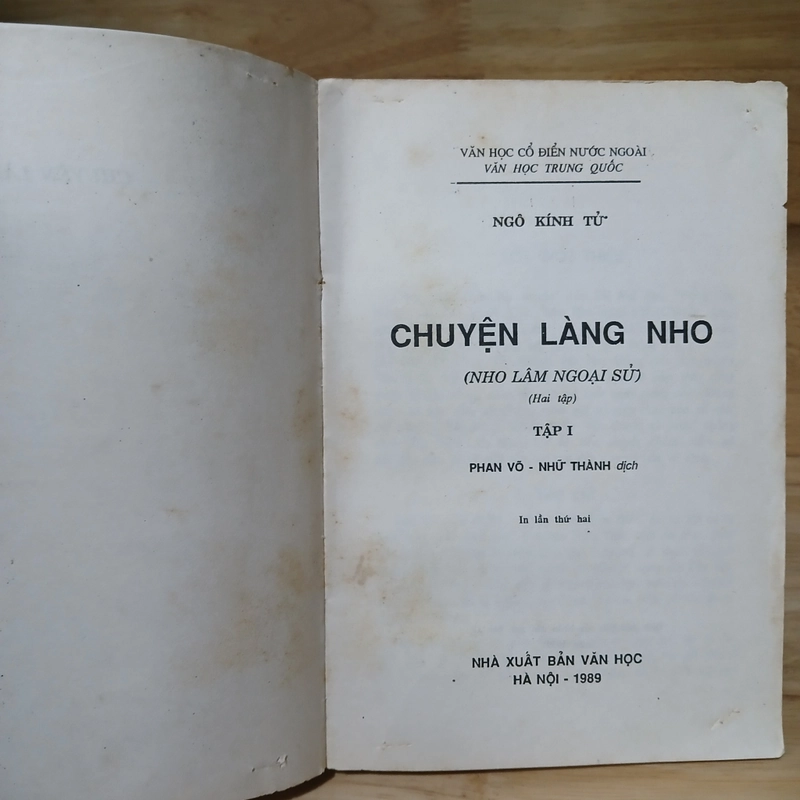 VĂN HỌC CỔ ĐIỂN NƯỚC NGOÀI
VĂN HỌC TRUNG QUỐC
NGÔ KÍNH TỬ
CHUYỆN LÀNG NHO
(NHO LÂM NGOẠI SỬ)
(Hai tập)
TẬP I
PHAN VÕ - NHỮ THÀNH dịch
In lần thứ hai
NHÀ XUẤT BẢN VĂN HỌC
HÀ NỘI - 1989